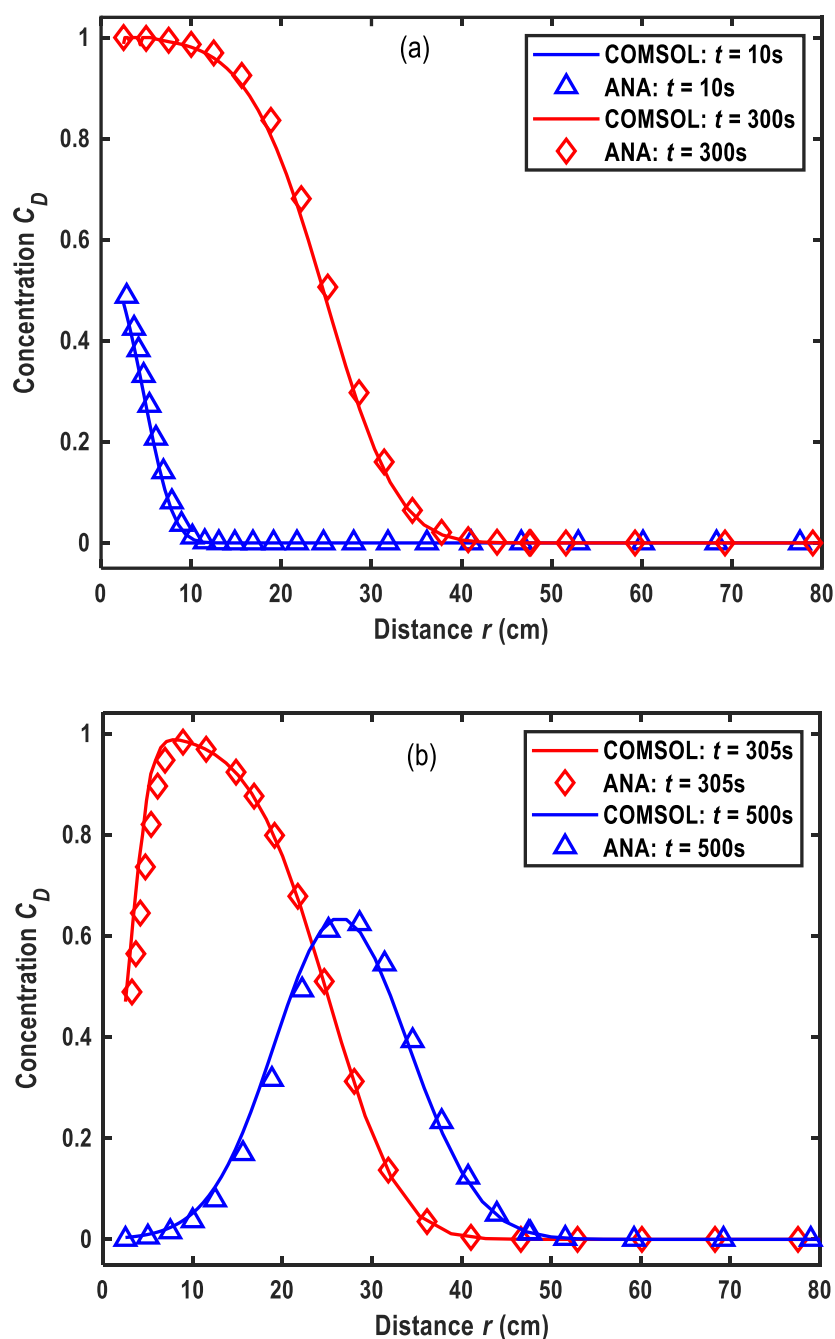 (a)
COMSOL: t = 10s
ANA: t = 10s
COMSOL: t = 300s
ANA: t = 300s
Concentration C_D
1
0.8
0.6
0.4
0.2
0
0 10 20 30 40 50 60 70 80
Distance r (cm)
(b)
COMSOL: t = 305s
ANA: t = 305s
COMSOL: t = 500s
ANA: t = 500s
Concentration C_D
1
0.8
0.6
0.4
0.2
0
0 10 20 30 40 50 60 70 80
Distance r (cm)